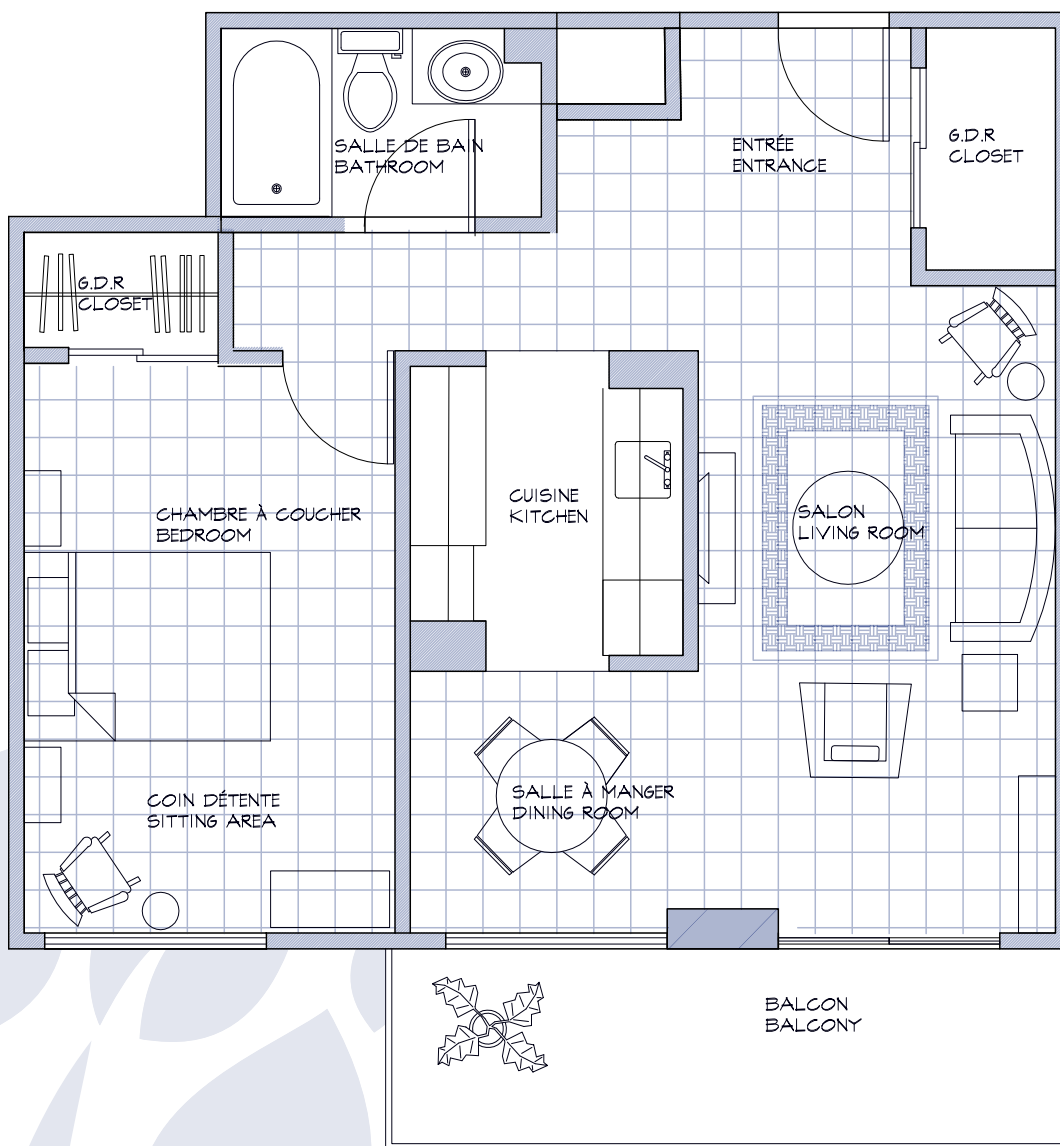 SALLE DE BAIN
BATHROOM
ENTRÉE
ENTRANCE
G.D.R
CLOSET
G.D.R
CLOSET
CHAMBRE À COUCHER
BEDROOM
CUISINE
KITCHEN
SALON
LIVING ROOM
COIN DÉTENTE
SITTING AREA
SALLE À MANGER
DINING ROOM
BALCON
BALCONY